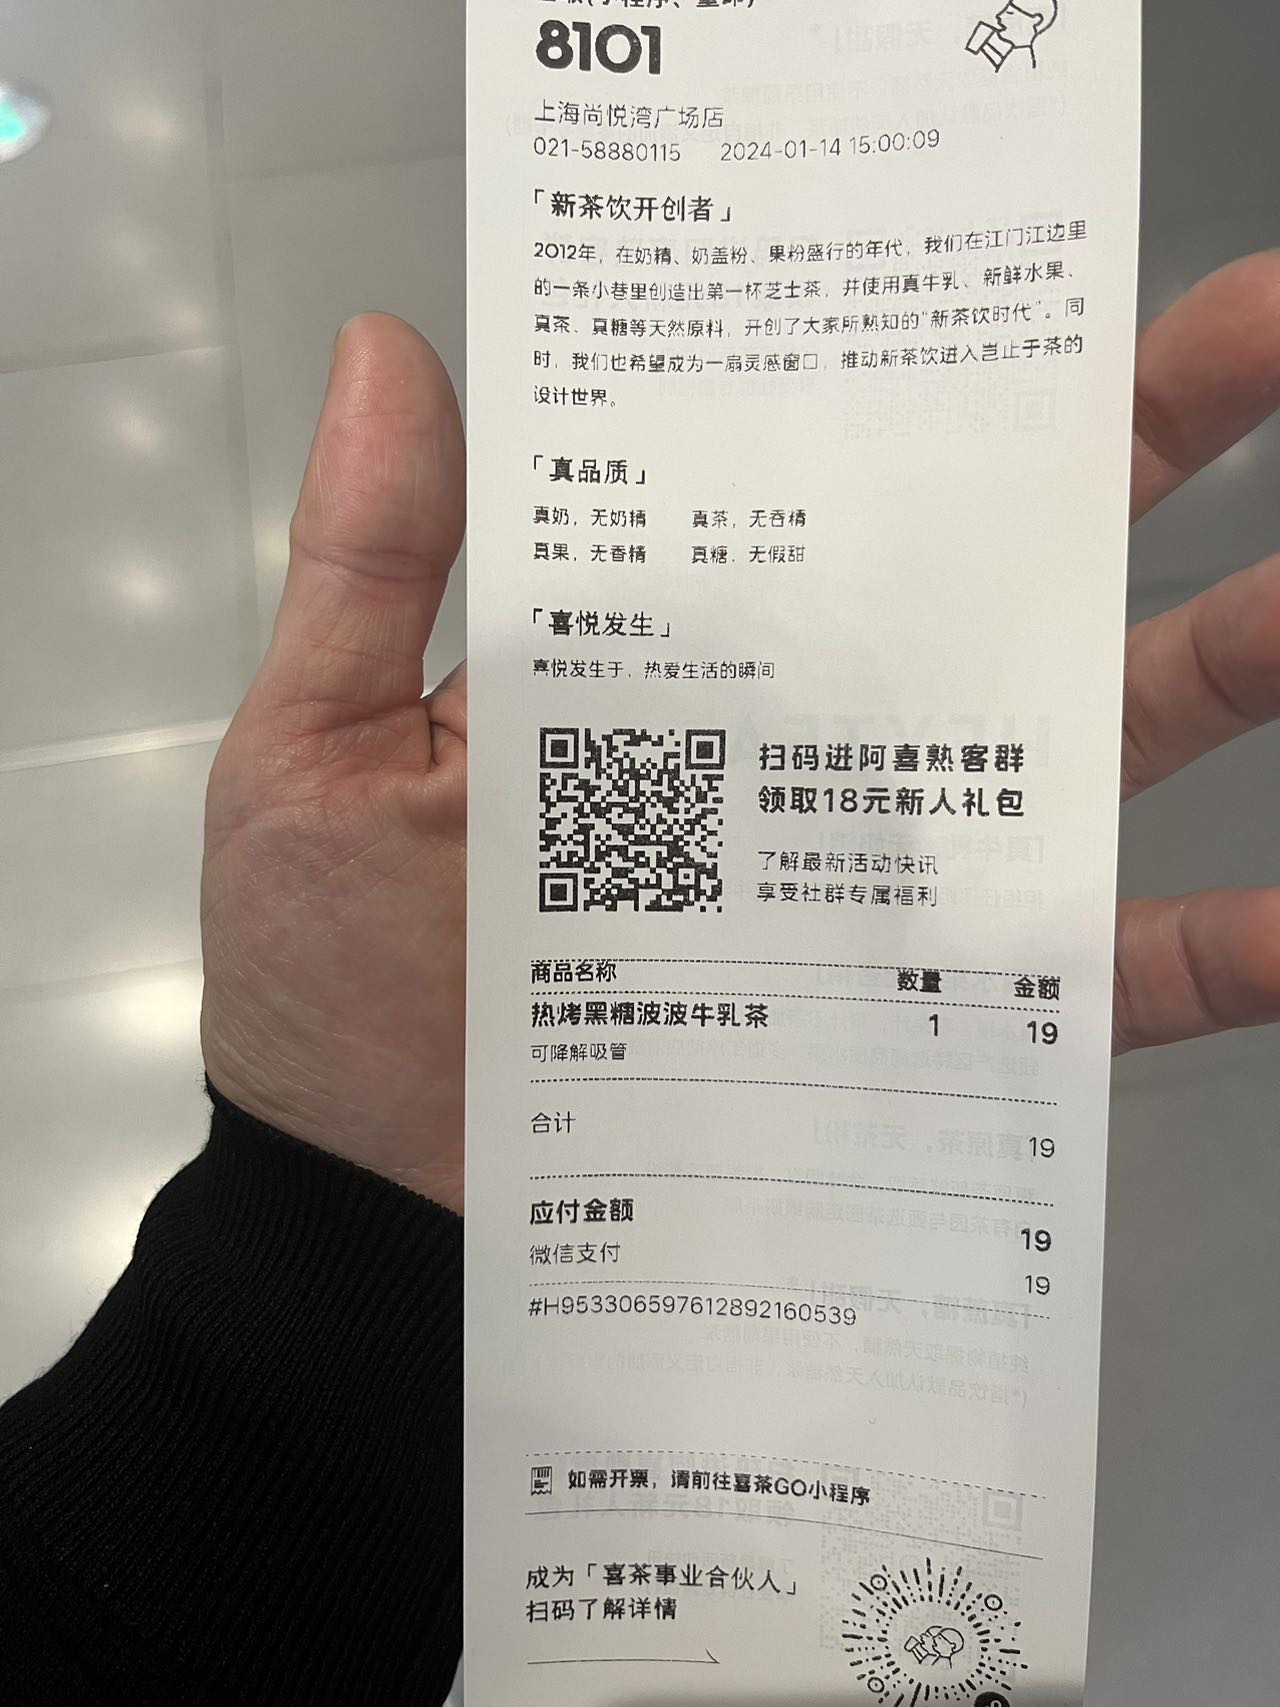 8101
上海尚悦湾广场店
021-58880115 2024-01-14 15:00:09
「新茶饮开创者」
2012年，在奶精、奶盖粉、果粉盛行的年代，我们在江门江边里
的一条小巷里创造出第一杯芝士茶，并使用真牛乳、新鲜水果、
真茶、真糖等天然原料，开创了大家所熟知的“新茶饮时代”。同
时，我们也希望成为一扇灵感窗口，推动新茶饮进入岂止于茶的
设计世界。
「真品质」
真奶，无奶精 真茶，无香精
真果，无香精 真糖，无假甜
「喜悦发生」
喜悦发生于，热爱生活的瞬间
扫码进阿喜熟客群
领取18元新人礼包
了解最新活动快讯
享受社群专属福利
商品名称 数量 金额
热烤黑糖波波牛乳茶 1 19
可降解吸管
合计 19
应付金额 19
微信支付 19
#H953306597612892160539
如需开票，请前往喜茶GO小程序
成为「喜茶事业合伙人」
扫码了解详情